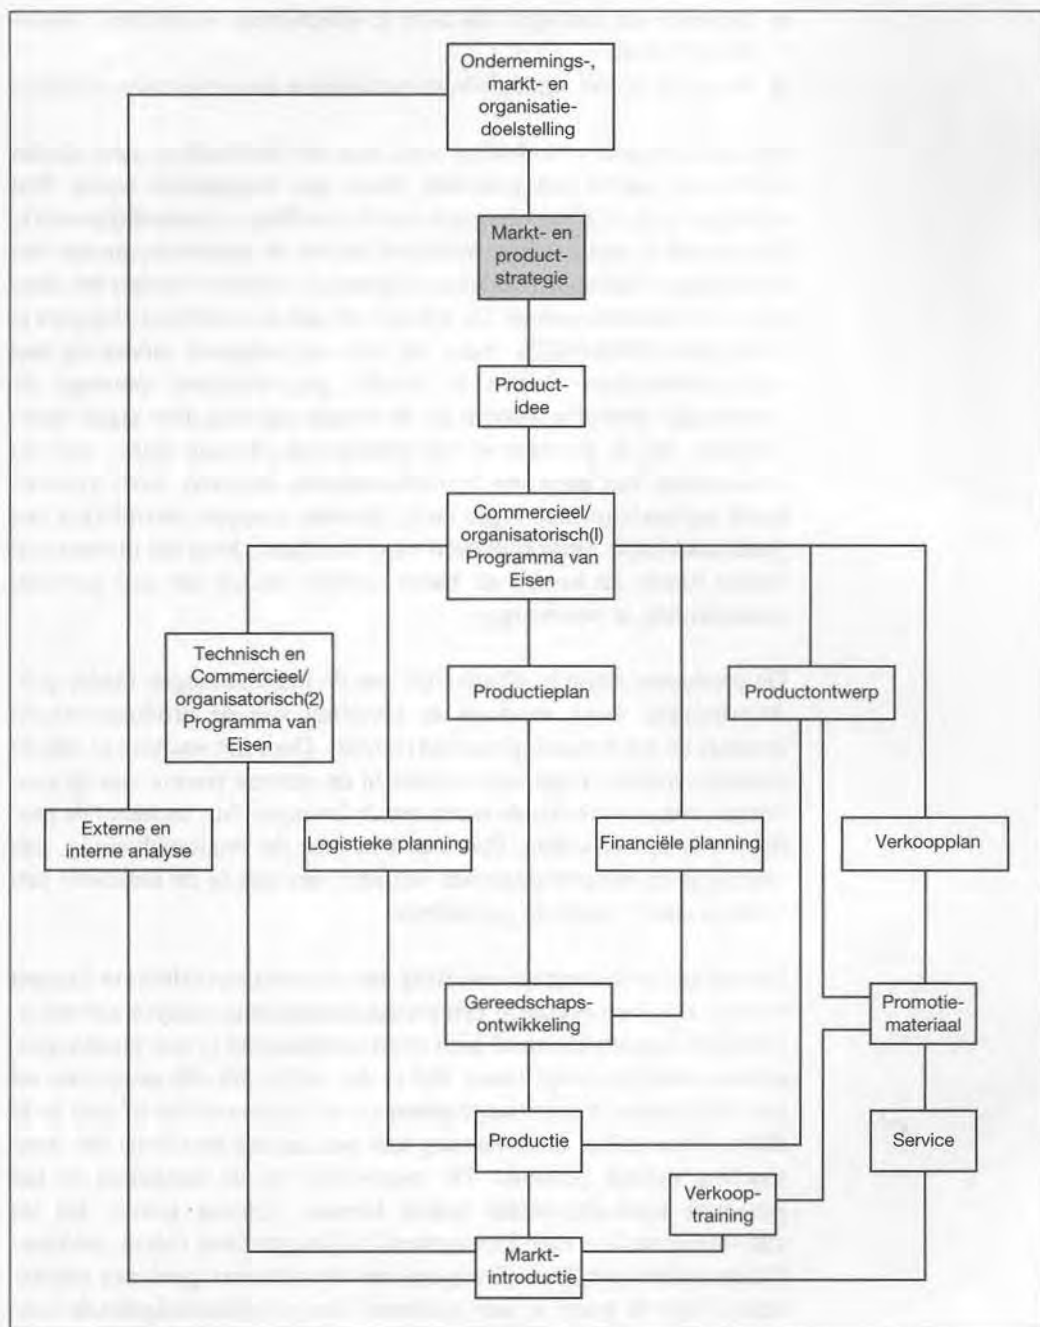 Ondernemings-,
markt- en
organisatie-
doelstelling
Markt- en
product-
strategie
Product-
idee
Commercieel/
organisatorisch(I)
Programma van
Eisen
Technisch en
Commercieel/
organisatorisch(2)
Programma van
Eisen
Productieplan
Productontwerp
Externe en
interne analyse
Logistieke planning
Financiële planning
Verkoopplan
Gereedschaps-
ontwikkeling
Promotie-
materiaal
Productie
Service
Verkoop-
training
Markt-
introductie